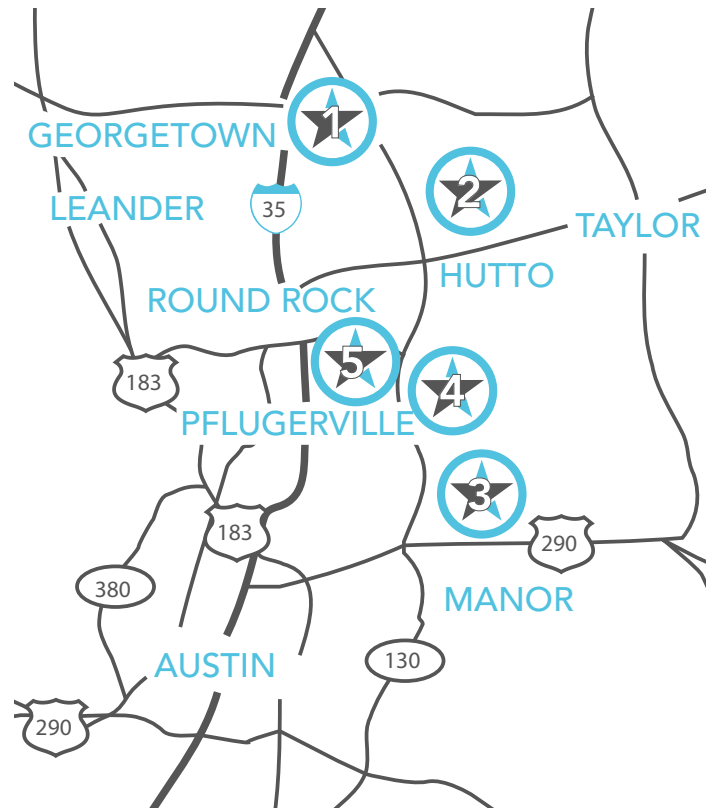 1
GEORGETOWN
2
LEANDER
35
TAYLOR
HUTTO
ROUND ROCK
5
183
4
PFLUGERVILLE
3
183
290
380
MANOR
AUSTIN
130
290